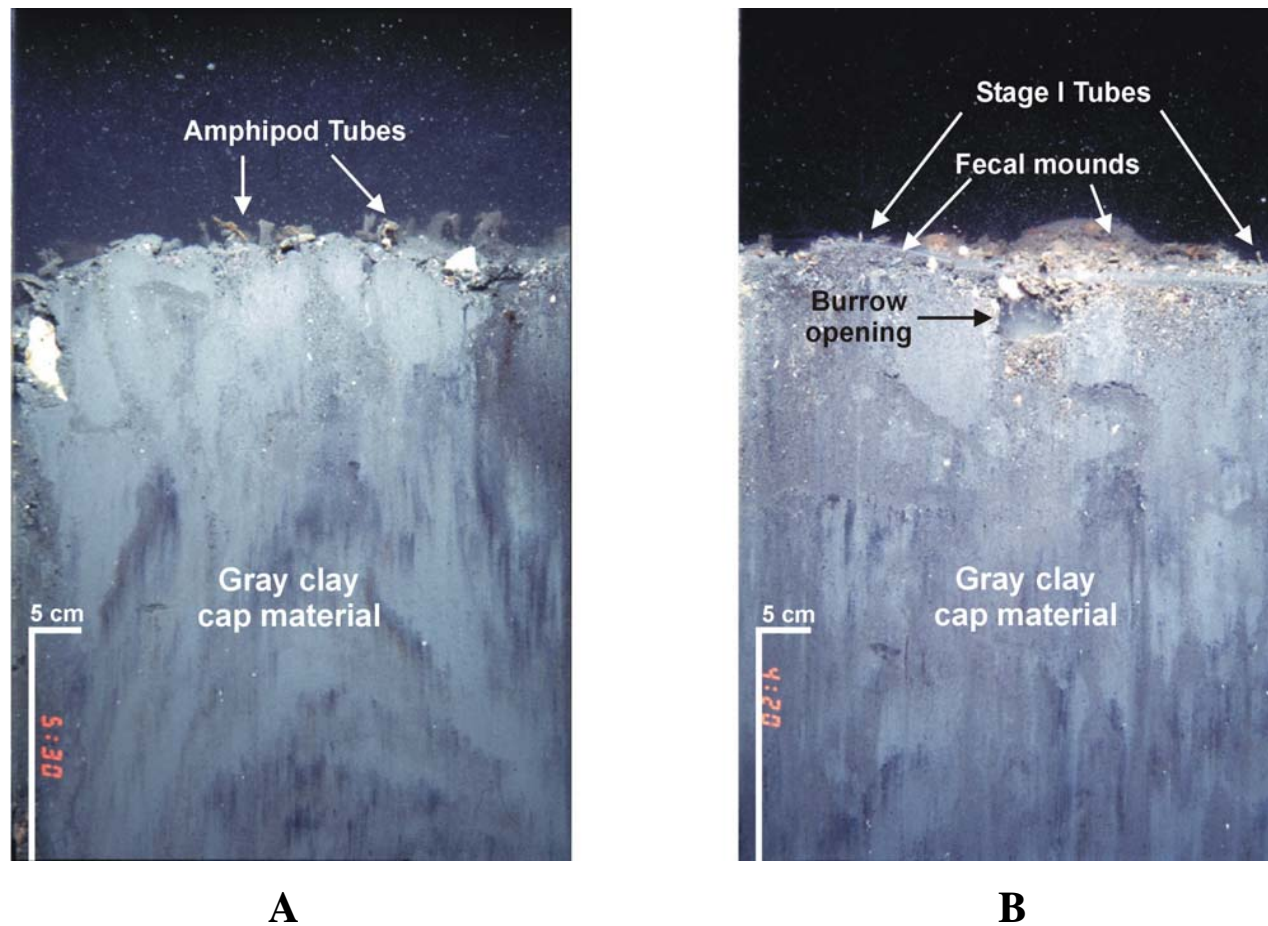 Amphipod Tubes
Gray clay
cap material
5 cm
5:30
A
Stage I Tubes
Fecal mounds
Burrow
opening
Gray clay
cap material
5 cm
4:20
B